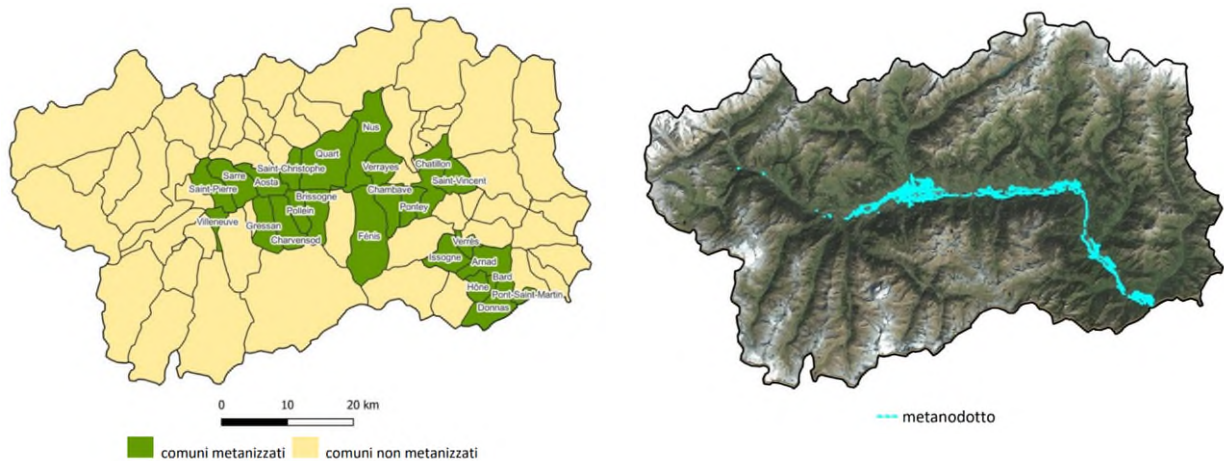 Nus
Quart
Chatillon
Saint-Christophe
Verrayes
Sarre
Aosta
Saint-Vincent
Saint-Pierre
Brissogne
Chambave
Pollein
Pontey
Villeneuve
Gressan
Fénis
Charvensod
Verrès
Issogne
Arnad
Bard
Hône
Pont-Saint-Martin
Donnas
0 10 20 km
comuni metanizzati comuni non metanizzati
metanodotto